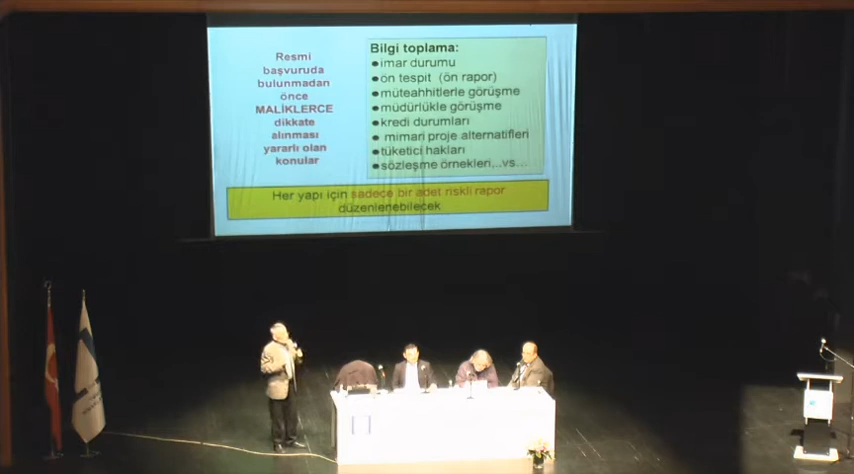 Resmi
başvuruda
bulunmadan
önce
MALİKLERCE
dikkate
alınması
yararlı olan
konular
Bilgi toplama:
●imar durumu
●ön tespit (ön rapor)
●müteahhitlerle görüşme
●müdürlükle görüşme
●kredi durumları
● mimari proje alternatifleri
●tüketici hakları
●sözleşme örnekleri,..vs...
Her yapı için sadece bir adet riskli rapor
düzenlenebilecek